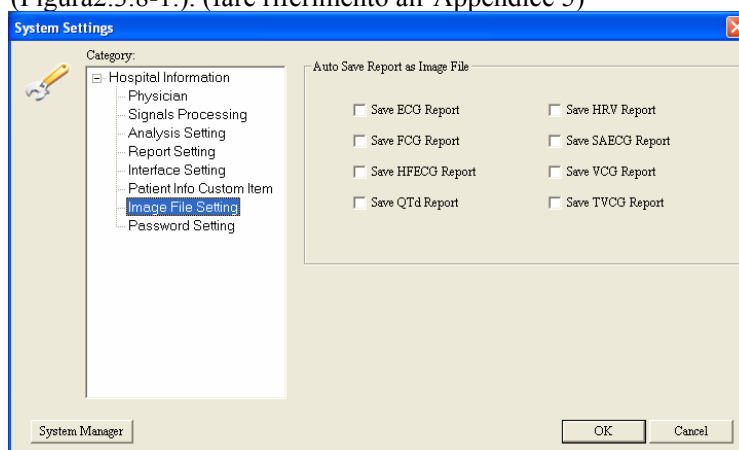 (Figura2.3.8-1.). (fare riferimento all' Appendice 5)
System Settings
Category:
Hospital Information
Physician
Signals Processing
Analysis Setting
Report Setting
Interface Setting
Patient Info Custom Item
Image File Setting
Password Setting
Auto Save Report as Image File
Save ECG Report
Save HRV Report
Save FCG Report
Save SAECG Report
Save HFECG Report
Save VCG Report
Save QTd Report
Save TVCG Report
System Manager
OK
Cancel